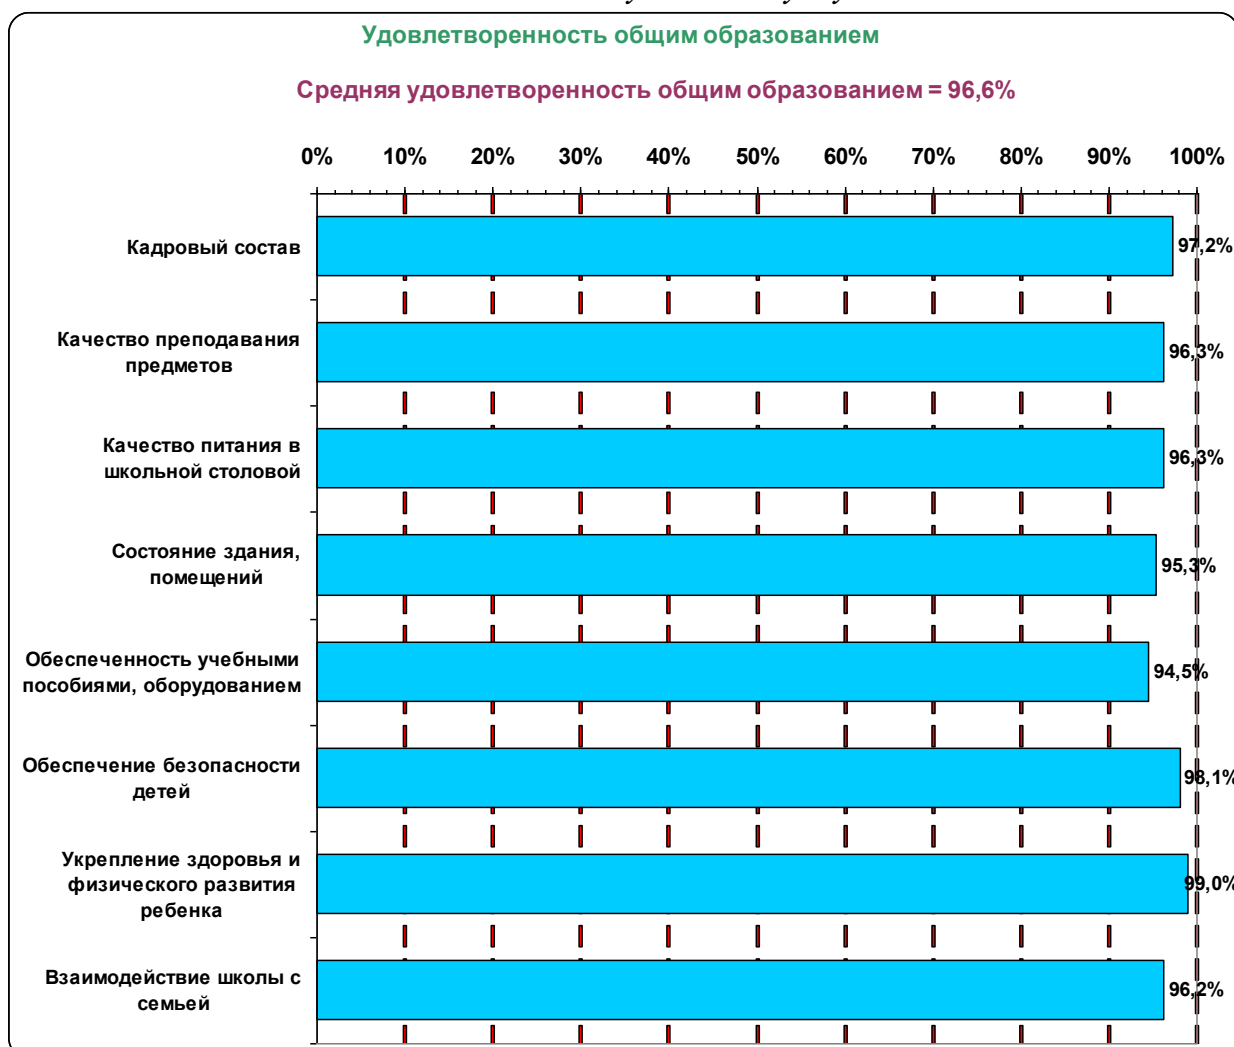 Удовлетворенность общим образованием
Средняя удовлетворенность общим образованием = 96,6%
0% 10% 20% 30% 40% 50% 60% 70% 80% 90% 100%
Кадровый состав
97,2%
Качество преподавания
предметов
96,3%
Качество питания в
школьной столовой
96,3%
Состояние здания,
помещений
95,3%
Обеспеченность учебными
пособиями, оборудованием
94,5%
Обеспечение безопасности
детей
98,1%
Укрепление здоровья и
физического развития
ребенка
99,0%
Взаимодействие школы с
семьей
96,2%